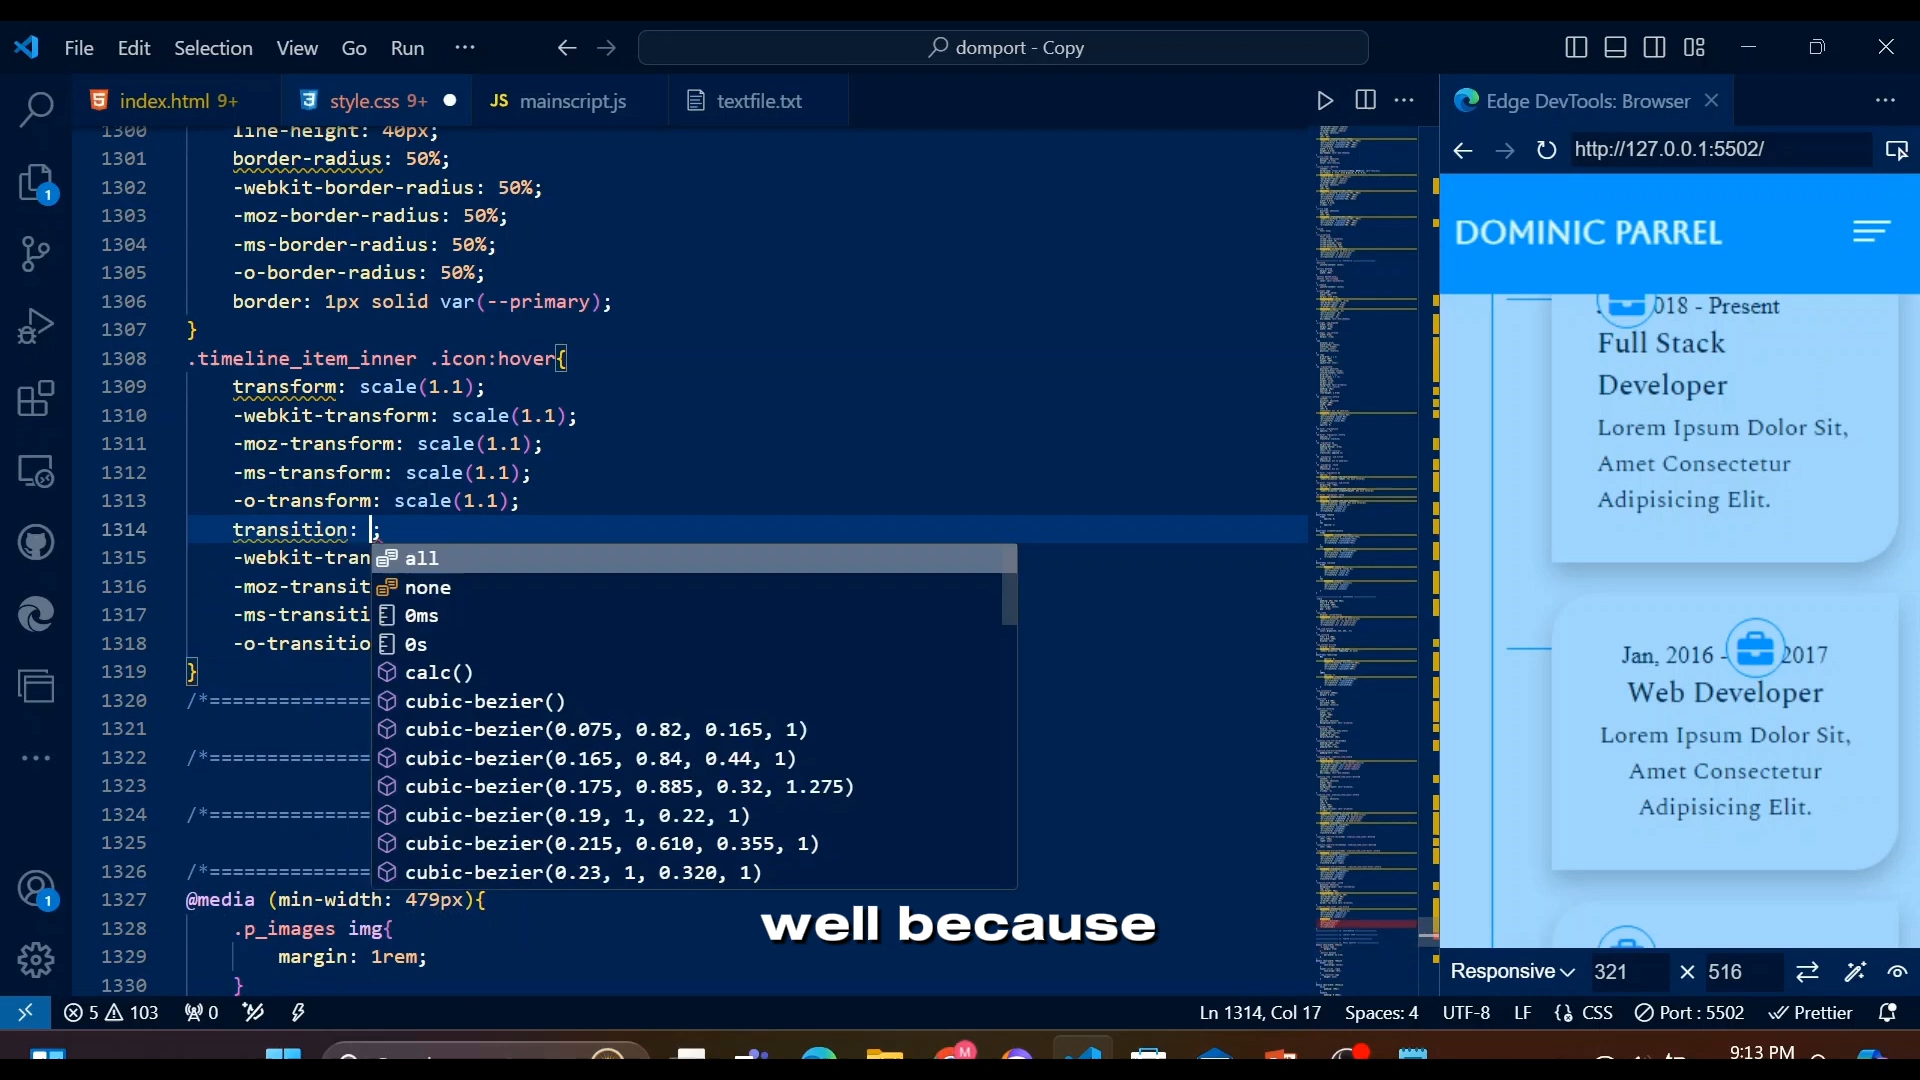 File Edit Selection View Go Run ···
domport - Copy
index.html 9+
style.css 9+
JS mainscript.js
textfile.txt
Edge DevTools: Browser
http://127.0.0.1:5502/
1300 line-height: 40px;
1301 border-radius: 50%;
1302 -webkit-border-radius: 50%;
1303 -moz-border-radius: 50%;
1304 -ms-border-radius: 50%;
1305 -o-border-radius: 50%;
1306 border: 1px solid var(--primary);
1307 }
1308 .timeline_item_inner .icon:hover{
1309 transform: scale(1.1);
1310 -webkit-transform: scale(1.1);
1311 -moz-transform: scale(1.1);
1312 -ms-transform: scale(1.1);
1313 -o-transform: scale(1.1);
1314 transition: ;
1315 -webkit-tran
1316 -moz-transit
1317 -ms-transiti
1318 -o-transitio
1319 }
1320 /*==============
1321
1322 /*==============
1323
1324 /*==============
1325
1326 /*==============
1327 @media (min-width: 479px){
1328 .p_images img{
1329 margin: 1rem;
1330 }
all
none
0ms
0s
calc()
cubic-bezier()
cubic-bezier(0.075, 0.82, 0.165, 1)
cubic-bezier(0.165, 0.84, 0.44, 1)
cubic-bezier(0.175, 0.885, 0.32, 1.275)
cubic-bezier(0.19, 1, 0.22, 1)
cubic-bezier(0.215, 0.610, 0.355, 1)
cubic-bezier(0.23, 1, 0.320, 1)
well because
DOMINIC PARREL
018 - Present
Full Stack
Developer
Lorem Ipsum Dolor Sit,
Amet Consectetur
Adipisicing Elit.
Jan, 2016 - 2017
Web Developer
Lorem Ipsum Dolor Sit,
Amet Consectetur
Adipisicing Elit.
Responsive 321 × 516
1
1
5 103 0
Ln 1314, Col 17 Spaces: 4 UTF-8 LF {} CSS Port : 5502 Prettier
M
9:13 PM